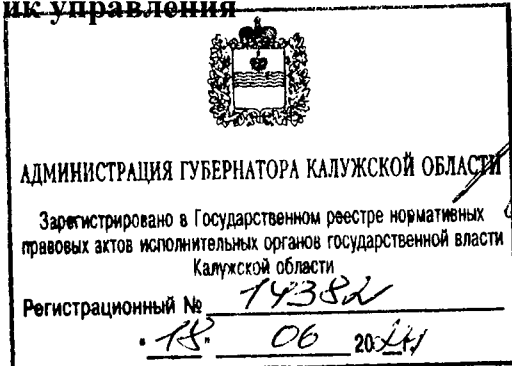 ик управления
АДМИНИСТРАЦИЯ ГУБЕРНАТОРА КАЛУЖСКОЙ ОБЛАСТИ
Зарегистрировано в Государственном реестре нормативных
правовых актов исполнительных органов государственной власти
Калужской области
Регистрационный № 14382
"18" 06 20